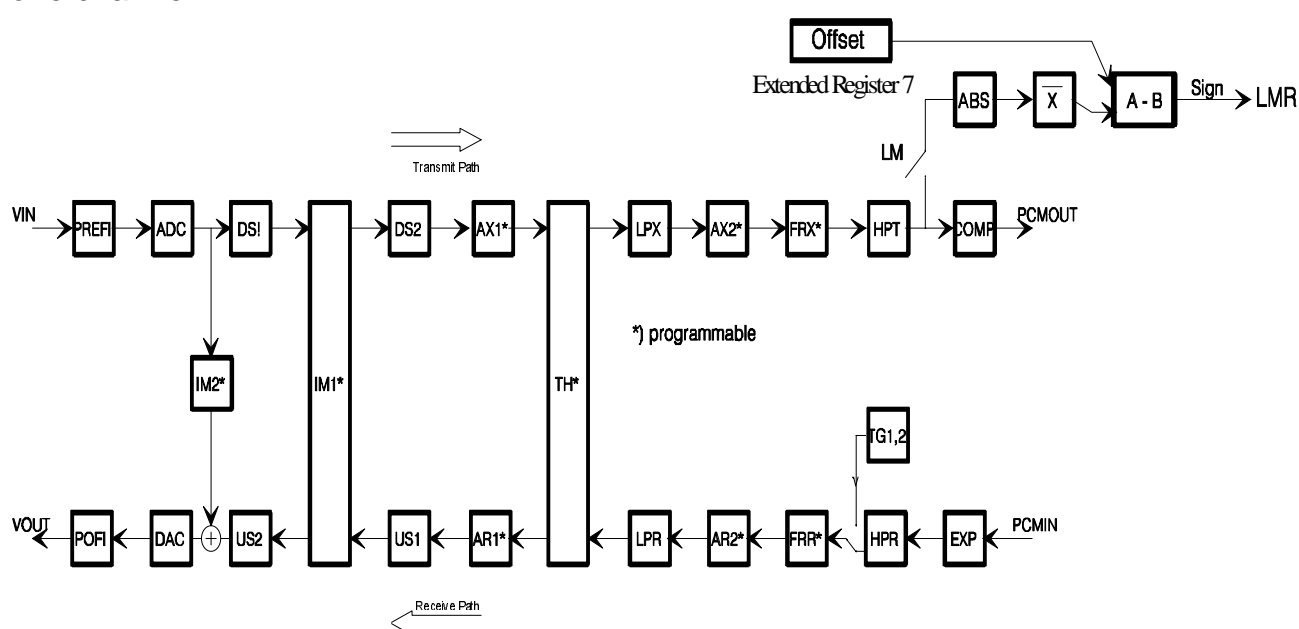 Offset
Extended Register 7
ABS
X
A - B
Sign
LMR
LM
Transmit Path
VIN
PREFI
ADC
DS!
IM1*
DS2
AX1*
TH*
LPX
AX2*
FRX*
HPT
COMP
PCMOUT
*) programmable
IM2*
TG1,2
VOUT
POFI
DAC
+
US2
US1
AR1*
LPR
AR2*
FRR*
HPR
EXP
PCMIN
Receive Path